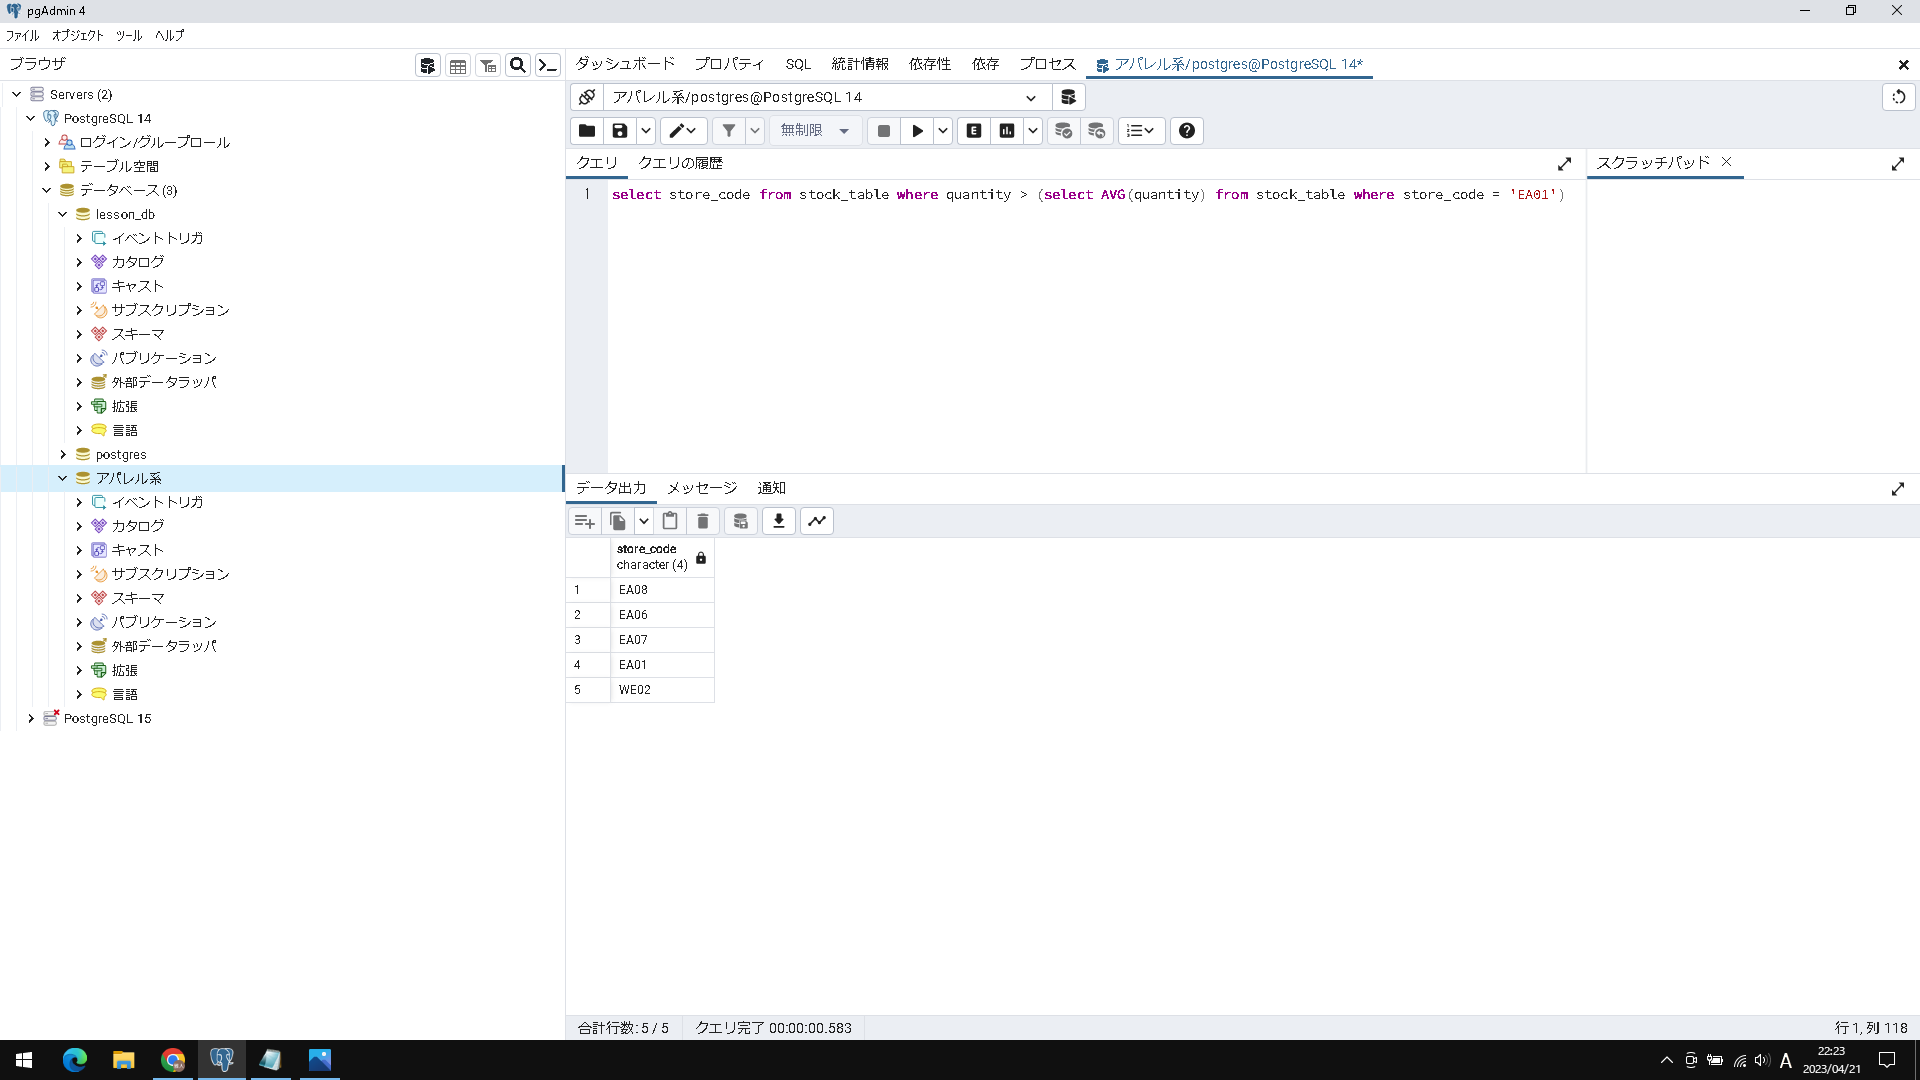 pgAdmin 4
ファイル オブジェクト ツール ヘルプ
ブラウザ
ダッシュボード プロパティ SQL 統計情報 依存性 依存 プロセス アパレル系/postgres@PostgreSQL 14*
アパレル系/postgres@PostgreSQL 14
無制限
クエリ クエリの履歴
スクラッチパッド
1 select store_code from stock_table where quantity > (select AVG(quantity) from stock_table where store_code = 'EA01')
Servers (2)
PostgreSQL 14
ログイン/グループロール
テーブル空間
データベース (3)
lesson_db
イベントトリガ
カタログ
キャスト
サブスクリプション
スキーマ
パブリケーション
外部データラッパ
拡張
言語
postgres
アパレル系
イベントトリガ
カタログ
キャスト
サブスクリプション
スキーマ
パブリケーション
外部データラッパ
拡張
言語
PostgreSQL 15
データ出力 メッセージ 通知
store_code
character (4)
1 EA08
2 EA06
3 EA07
4 EA01
5 WE02
合計行数: 5 / 5 クエリ完了 00:00:00.583
行 1, 列 118
A
22:23
2023/04/21